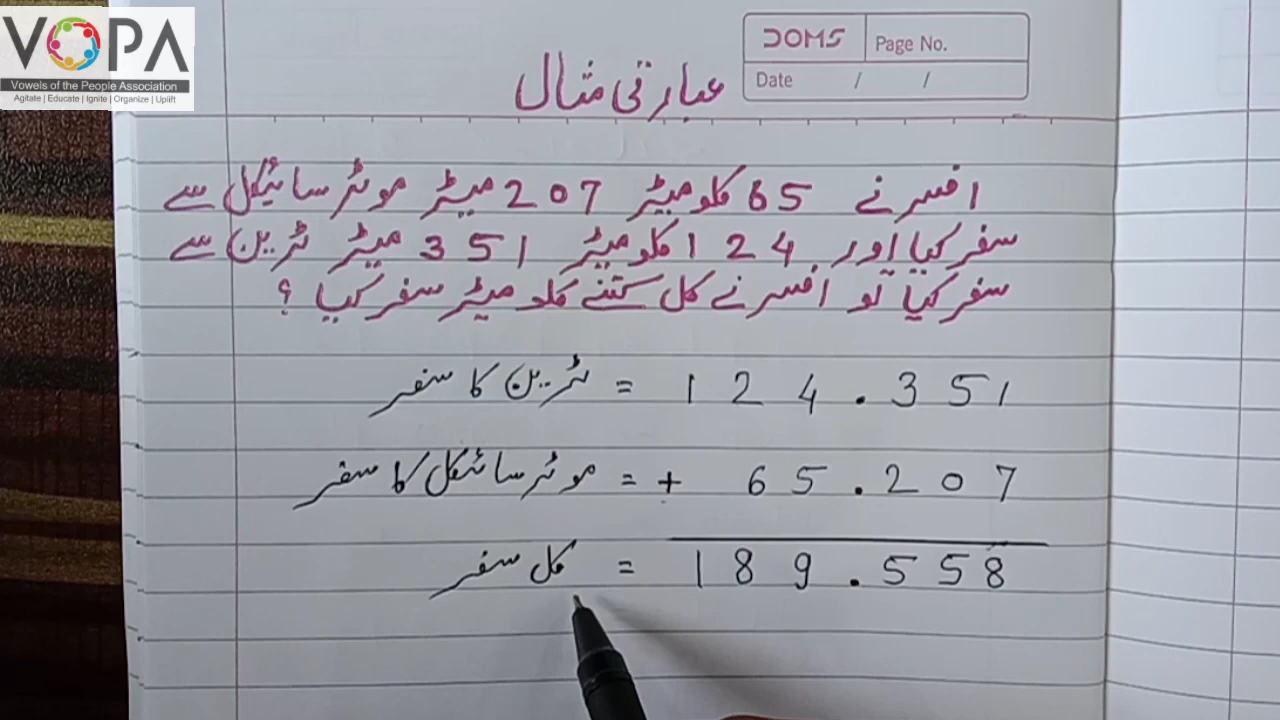 VOPA
Vowels of the People Association
Agitate | Educate | Ignite | Organize | Uplift
DOMS
Page No.
Date / /
عبارتی مثال
افسر نے 65 کلومیٹر 207 میٹر موٹر سائیکل سے
سفر کیا اور 124 کلومیٹر 351 میٹر ٹرین سے
سفر کیا تو افسر نے کل کتنے کلومیٹر سفر کیا ؟
ٹرین کا سفر = 124.351
موٹر سائیکل کا سفر = + 65.207
کل سفر = 189.558